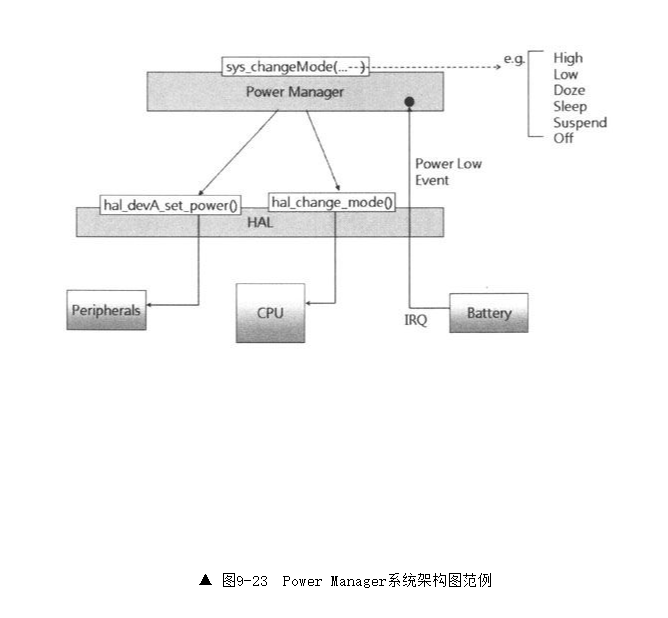 sys_changeMode(... )
e.g.
High
Low
Doze
Sleep
Suspend
Off
Power Manager
Power Low
Event
hal_devA_set_power()
hal_change_mode()
HAL
Peripherals
CPU
IRQ
Battery
▲ 图9-23 Power Manager系统架构图范例